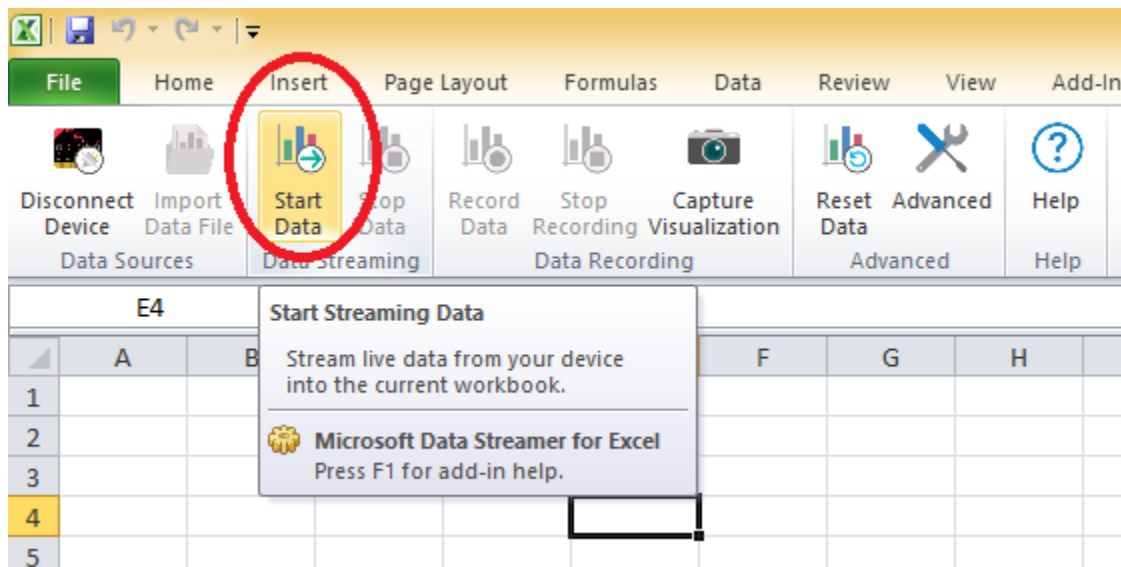 File Home Insert Page Layout Formulas Data Review View Add-In
Disconnect Import Start Stop Record Stop Capture Reset Advanced Help
Device Data File Data Data Data Recording Visualization Data
Data Sources Data Streaming Data Recording Advanced Help
E4
Start Streaming Data
Stream live data from your device
into the current workbook.
Microsoft Data Streamer for Excel
Press F1 for add-in help.
A B F G H
1
2
3
4
5